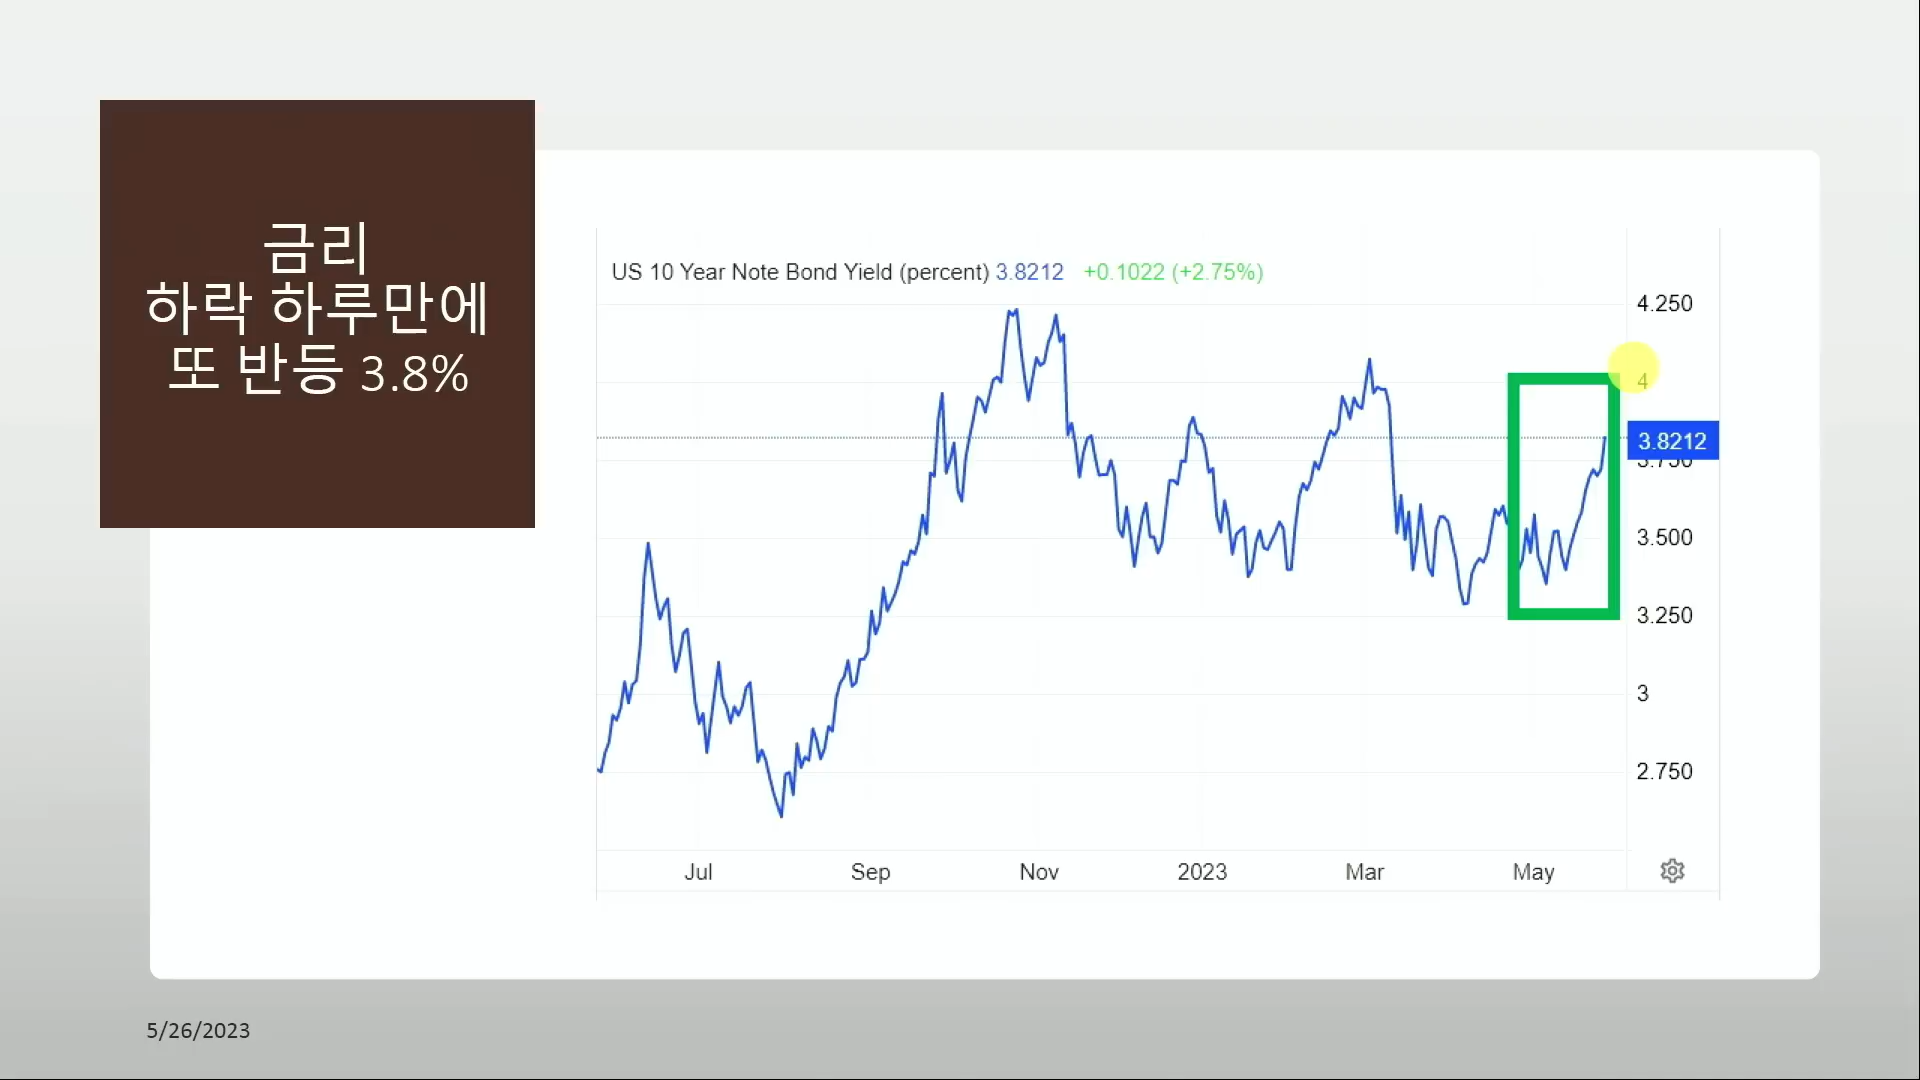 금리
하락 하루만에
또 반등 3.8%
US 10 Year Note Bond Yield (percent) 3.8212 +0.1022 (+2.75%)
4.250
4
3.8212
3.750
3.500
3.250
3
2.750
Jul Sep Nov 2023 Mar May
5/26/2023